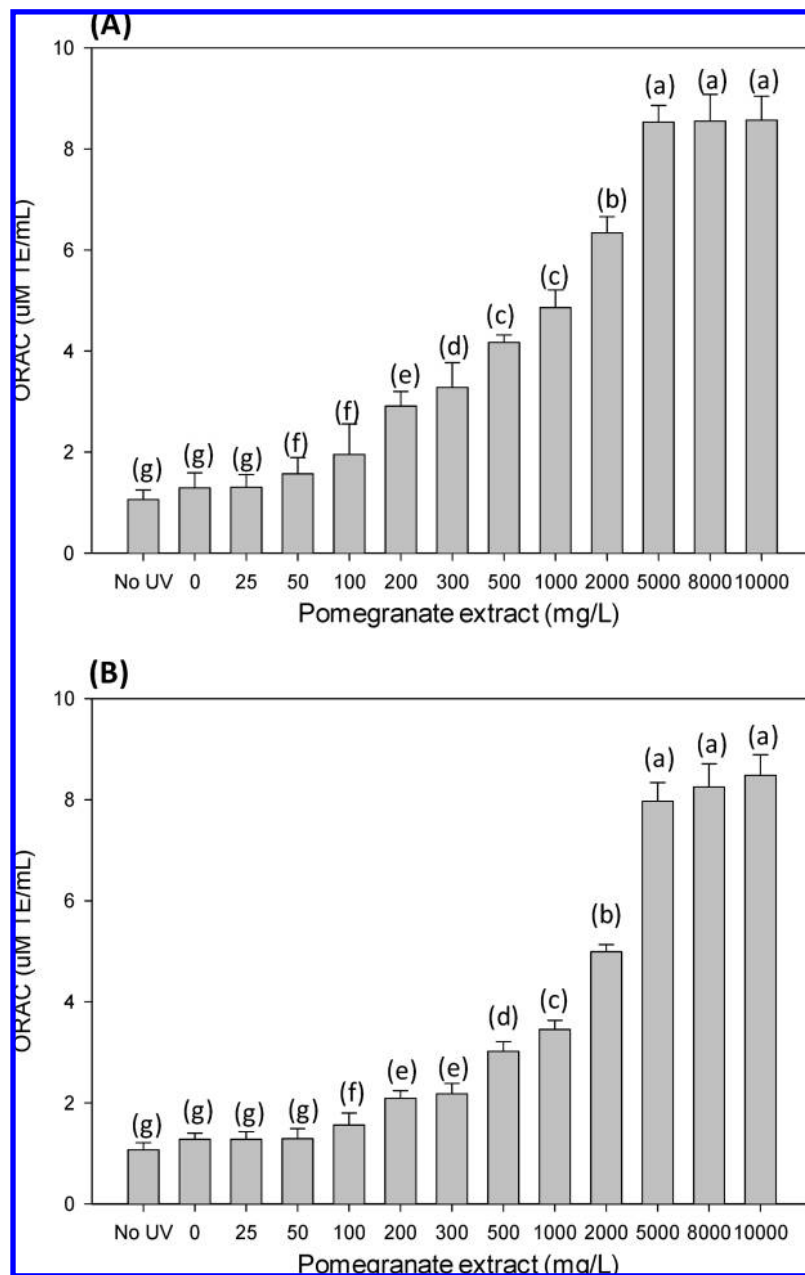 (A)
10
(a) (a) (a)
8
(b)
6
(c)
(c)
(d)
4
(e)
(f)
(f)
2
(g) (g) (g)
0
ORAC (uM TE/mL)
No UV 0 25 50 100 200 300 500 1000 2000 5000 8000 10000
Pomegranate extract (mg/L)
(B)
10
(a) (a) (a)
8
(b)
6
(c)
(d)
4
(e) (e)
(f)
(g) (g) (g) (g)
2
0
ORAC (uM TE/mL)
No UV 0 25 50 100 200 300 500 1000 2000 5000 8000 10000
Pomegranate extract (mg/L)